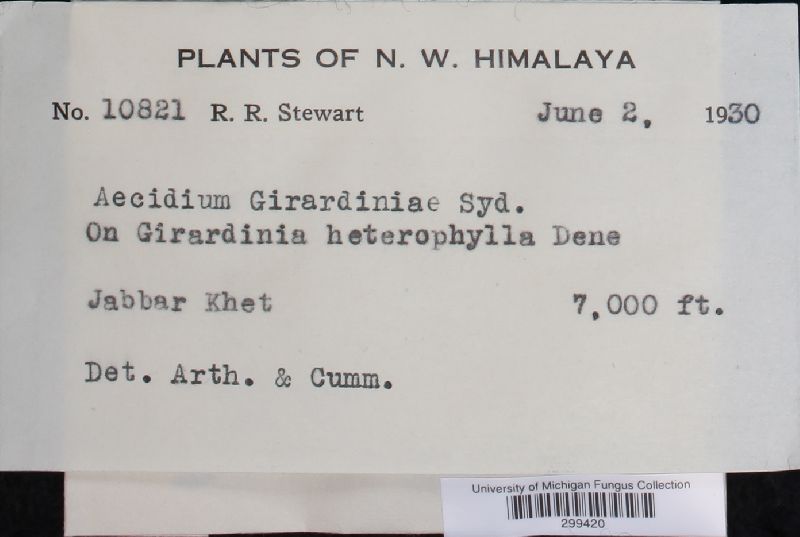 PLANTS OF N. W. HIMALAYA
No. 10821 R. R. Stewart June 2, 1930
Aecidium Girardiniae Syd.
On Girardinia heterophylla Dene
Jabbar Khet 7,000 ft.
Det. Arth. & Cumm.
University of Michigan Fungus Collection
299420